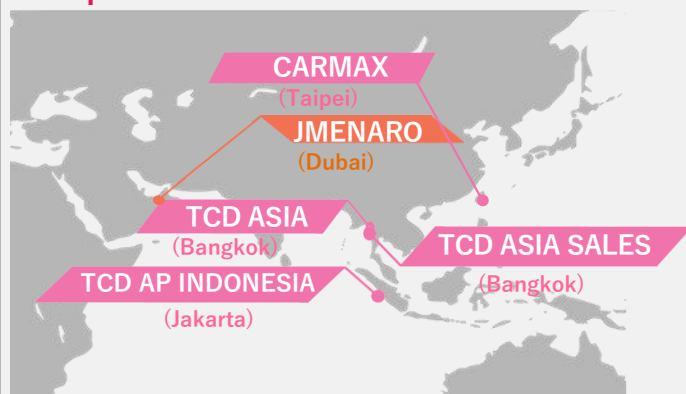 CARMAX
(Taipei)
JMENARO
(Dubai)
TCD ASIA
(Bangkok)
TCD ASIA SALES
(Bangkok)
TCD AP INDONESIA
(Jakarta)